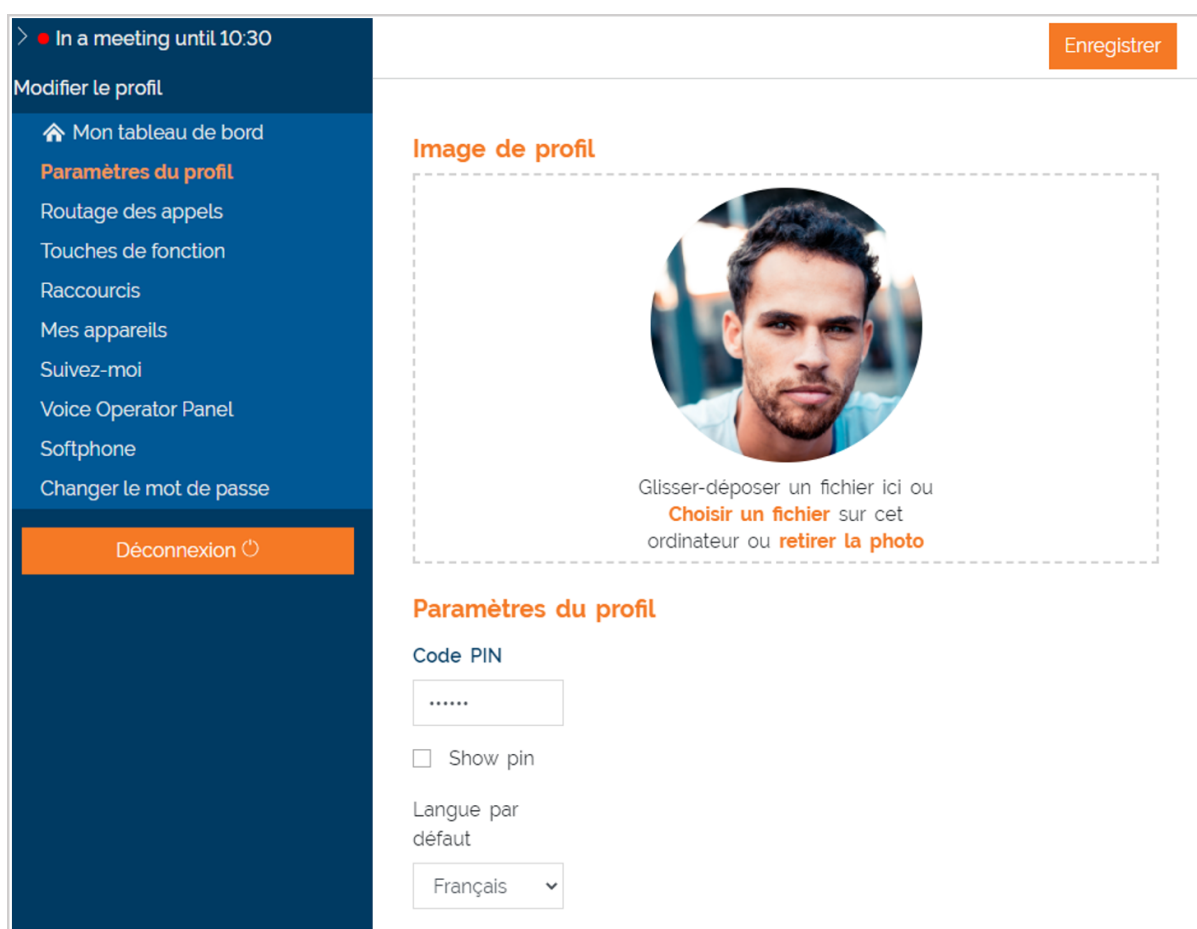 In a meeting until 10:30
Enregistrer
Modifier le profil
Mon tableau de bord
Paramètres du profil
Routage des appels
Touches de fonction
Raccourcis
Mes appareils
Suivez-moi
Voice Operator Panel
Softphone
Changer le mot de passe
Déconnexion
Image de profil
Glisser-déposer un fichier ici ou
Choisir un fichier sur cet
ordinateur ou retirer la photo
Paramètres du profil
Code PIN
••••••
Show pin
Langue par
défaut
Français